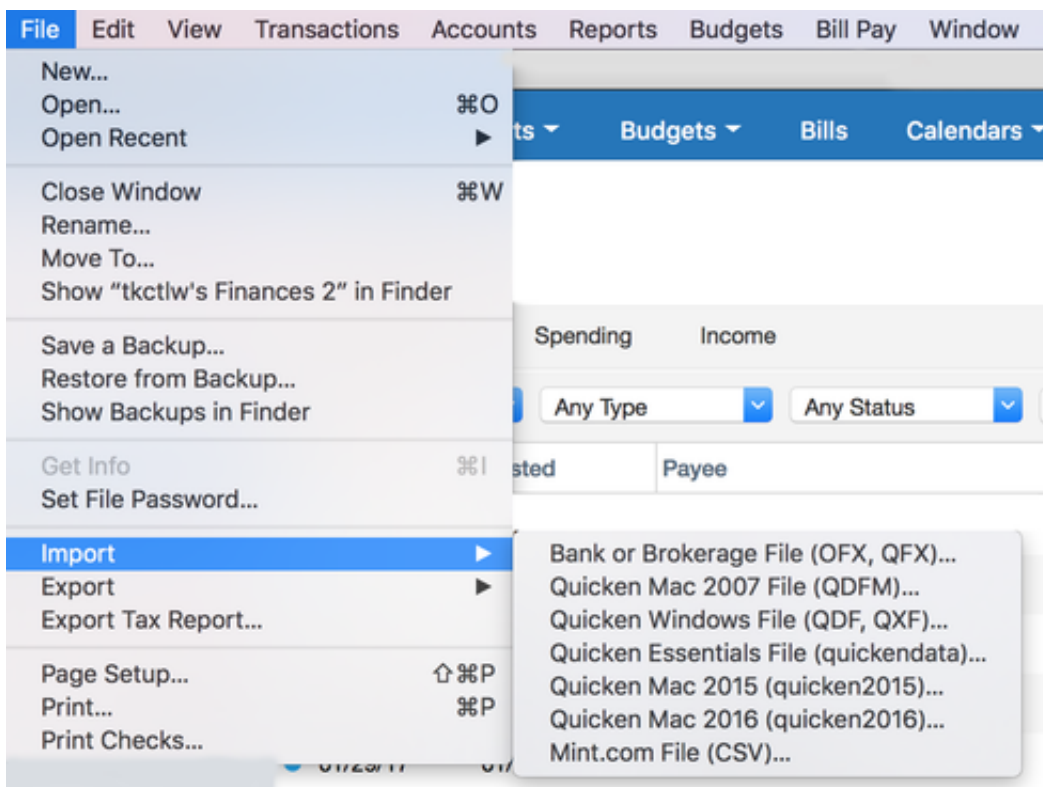 File Edit View Transactions Accounts Reports Budgets Bill Pay Window
New...
Open... ⌘O
Open Recent ▶
Close Window ⌘W
Rename...
Move To...
Show “tkctlw's Finances 2” in Finder
Save a Backup...
Restore from Backup...
Show Backups in Finder
Get Info ⌘I
Set File Password...
Import ▶
Export ▶
Export Tax Report...
Page Setup... ⇧⌘P
Print... ⌘P
Print Checks...
ts Budgets Bills Calendars
Spending Income
Any Type Any Status
sted Payee
Bank or Brokerage File (OFX, QFX)...
Quicken Mac 2007 File (QDFM)...
Quicken Windows File (QDF, QXF)...
Quicken Essentials File (quickendata)...
Quicken Mac 2015 (quicken2015)...
Quicken Mac 2016 (quicken2016)...
Mint.com File (CSV)...